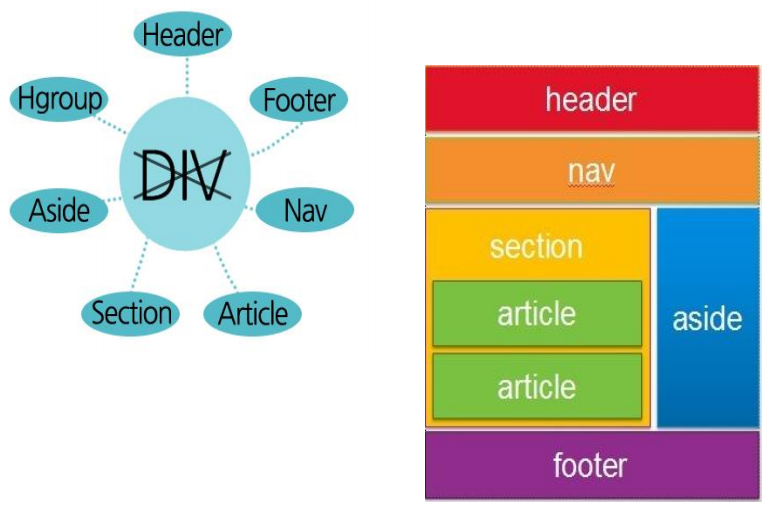 Header
Hgroup
Footer
DIV
Aside
Nav
Section
Article
header
nav
section
article
article
aside
footer